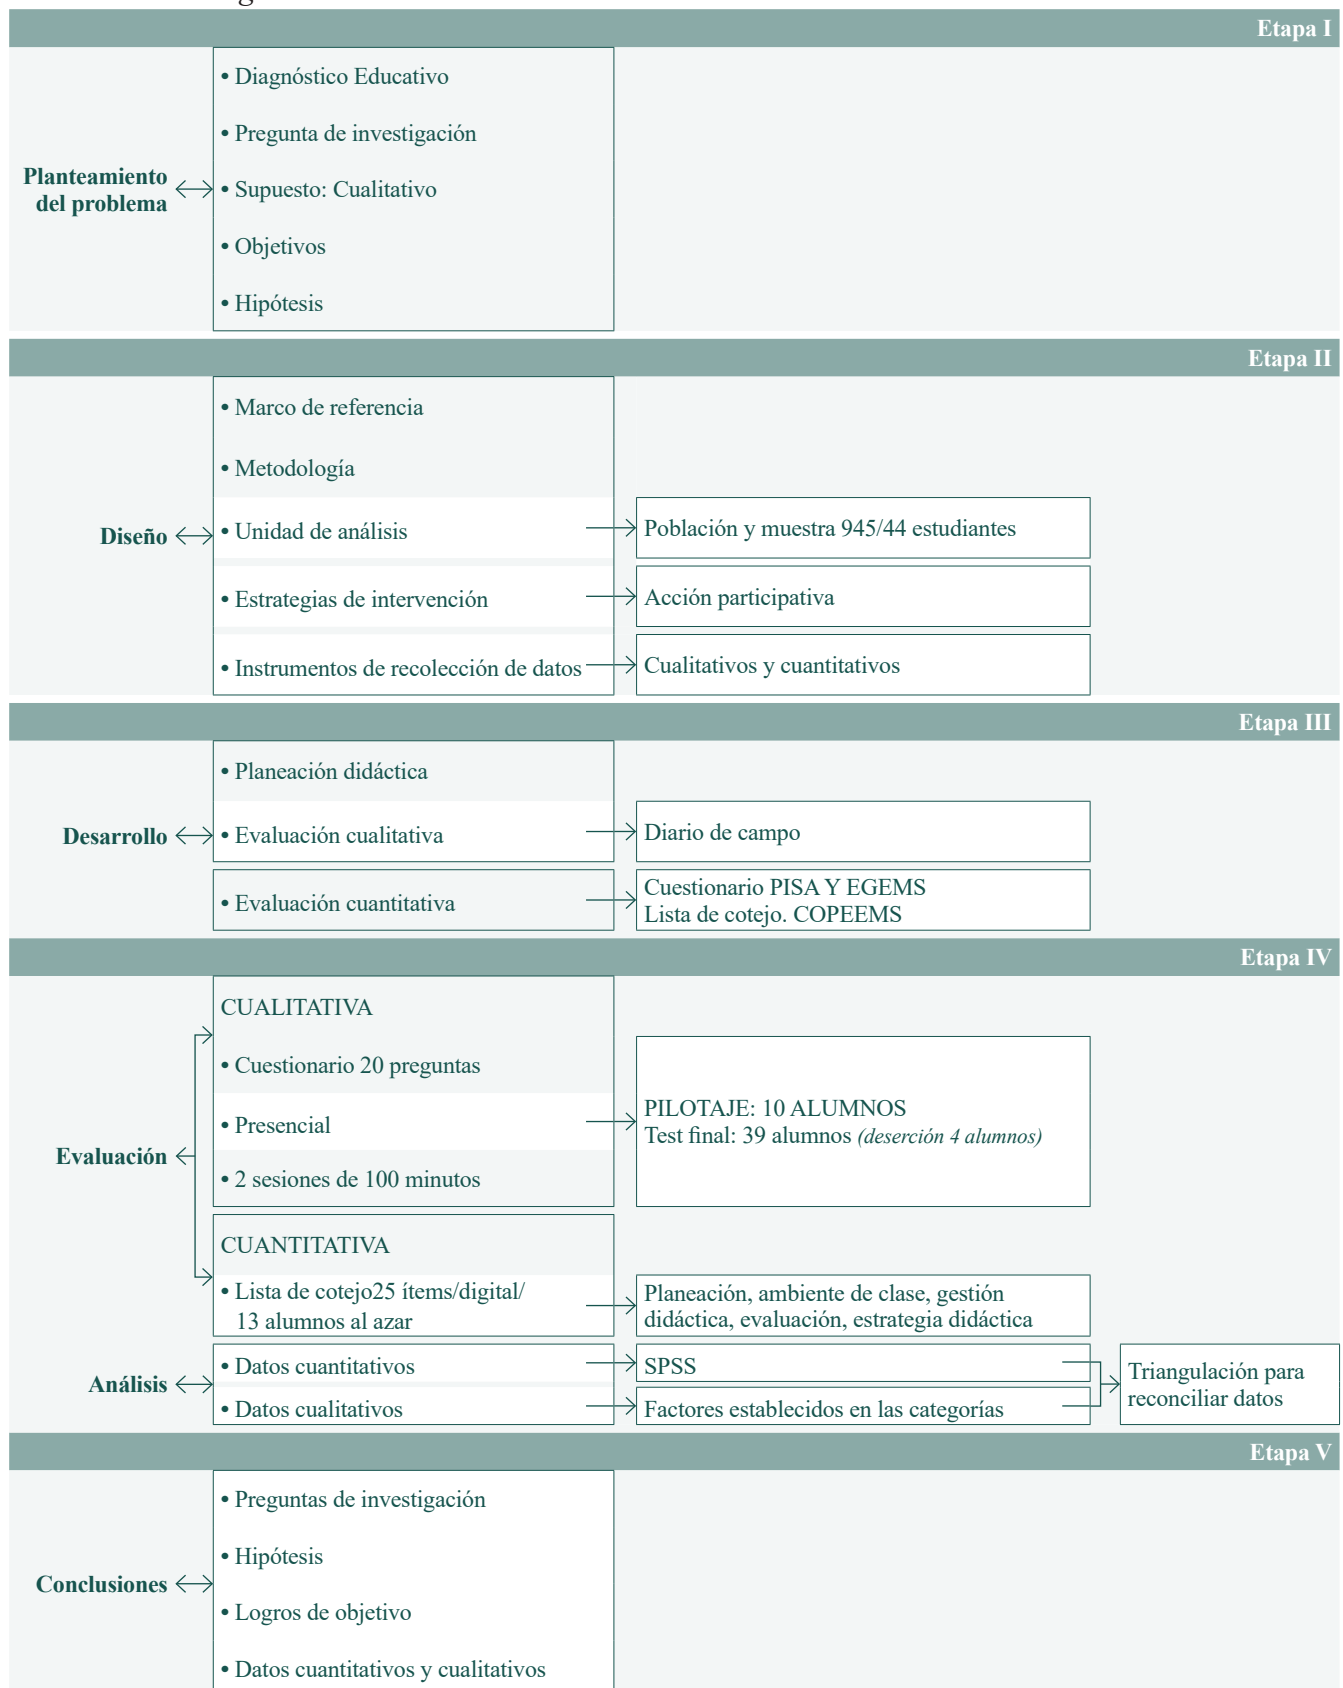 Etapa I
Planteamiento
del problema
• Diagnóstico Educativo
• Pregunta de investigación
• Supuesto: Cualitativo
• Objetivos
• Hipótesis
Etapa II
Diseño
• Marco de referencia
• Metodología
• Unidad de análisis
Población y muestra 945/44 estudiantes
• Estrategias de intervención
Acción participativa
• Instrumentos de recolección de datos
Cualitativos y cuantitativos
Etapa III
Desarrollo
• Planeación didáctica
• Evaluación cualitativa
Diario de campo
• Evaluación cuantitativa
Cuestionario PISA Y EGEMS
Lista de cotejo. COPEEMS
Etapa IV
Evaluación
CUALITATIVA
• Cuestionario 20 preguntas
• Presencial
• 2 sesiones de 100 minutos
PILOTAJE: 10 ALUMNOS
Test final: 39 alumnos (deserción 4 alumnos)
CUANTITATIVA
• Lista de cotejo25 ítems/digital/
13 alumnos al azar
Planeación, ambiente de clase, gestión
didáctica, evaluación, estrategia didáctica
Análisis
• Datos cuantitativos
SPSS
• Datos cualitativos
Factores establecidos en las categorías
Triangulación para
reconciliar datos
Etapa V
Conclusiones
• Preguntas de investigación
• Hipótesis
• Logros de objetivo
• Datos cuantitativos y cualitativos